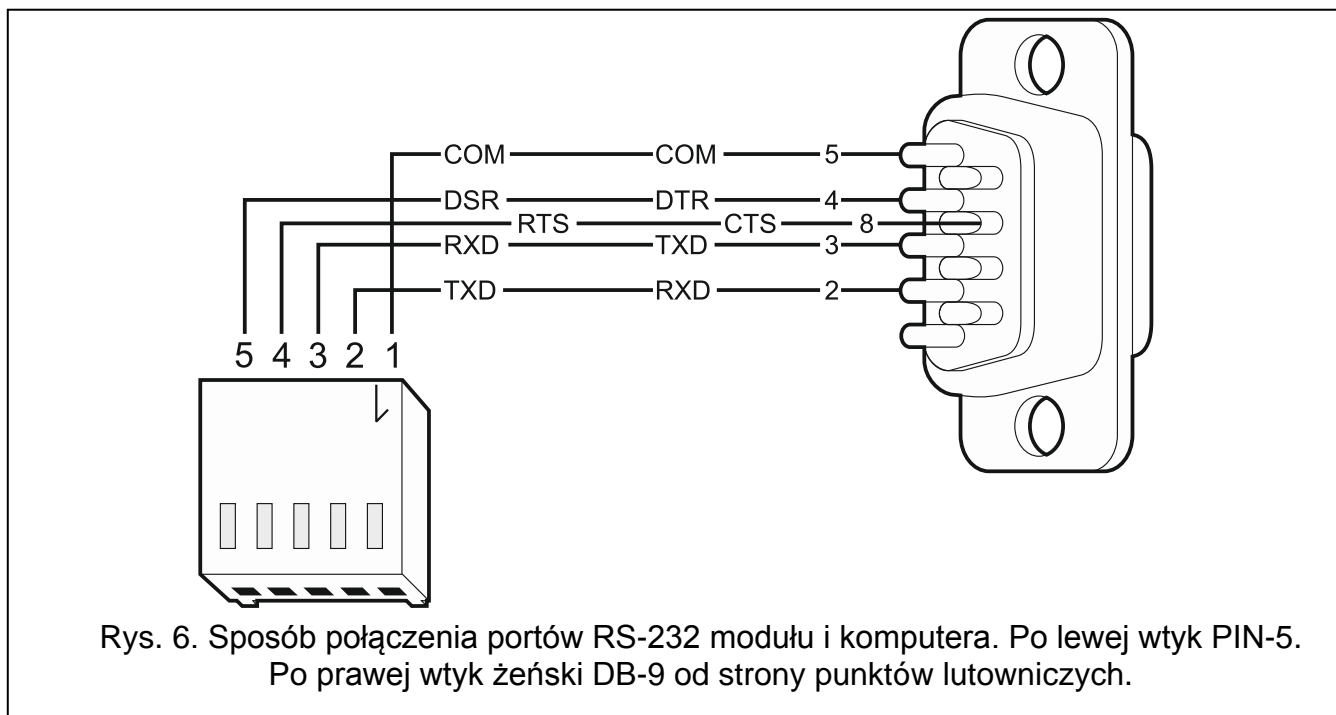 COM COM 5
DSR DTR 4
RTS CTS 8
RXD TXD 3
TXD RXD 2
5 4 3 2 1
Rys. 6. Sposób połączenia portów RS-232 modułu i komputera. Po lewej wtyk PIN-5.
Po prawej wtyk żeński DB-9 od strony punktów lutowniczych.